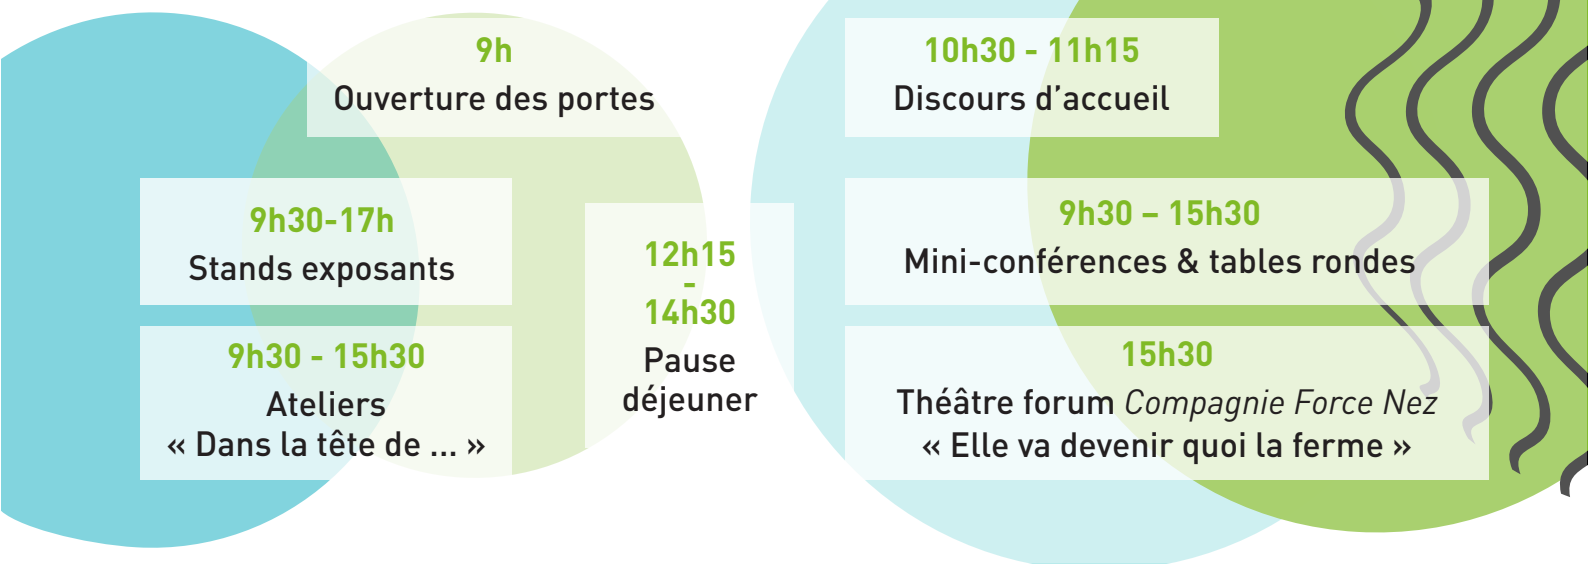 9h
Ouverture des portes
10h30 - 11h15
Discours d’accueil
9h30-17h
Stands exposants
9h30 - 15h30
Ateliers
« Dans la tête de ... »
12h15
-
14h30
Pause
déjeuner
9h30 – 15h30
Mini-conférences & tables rondes
15h30
Théâtre forum Compagnie Force Nez
« Elle va devenir quoi la ferme »